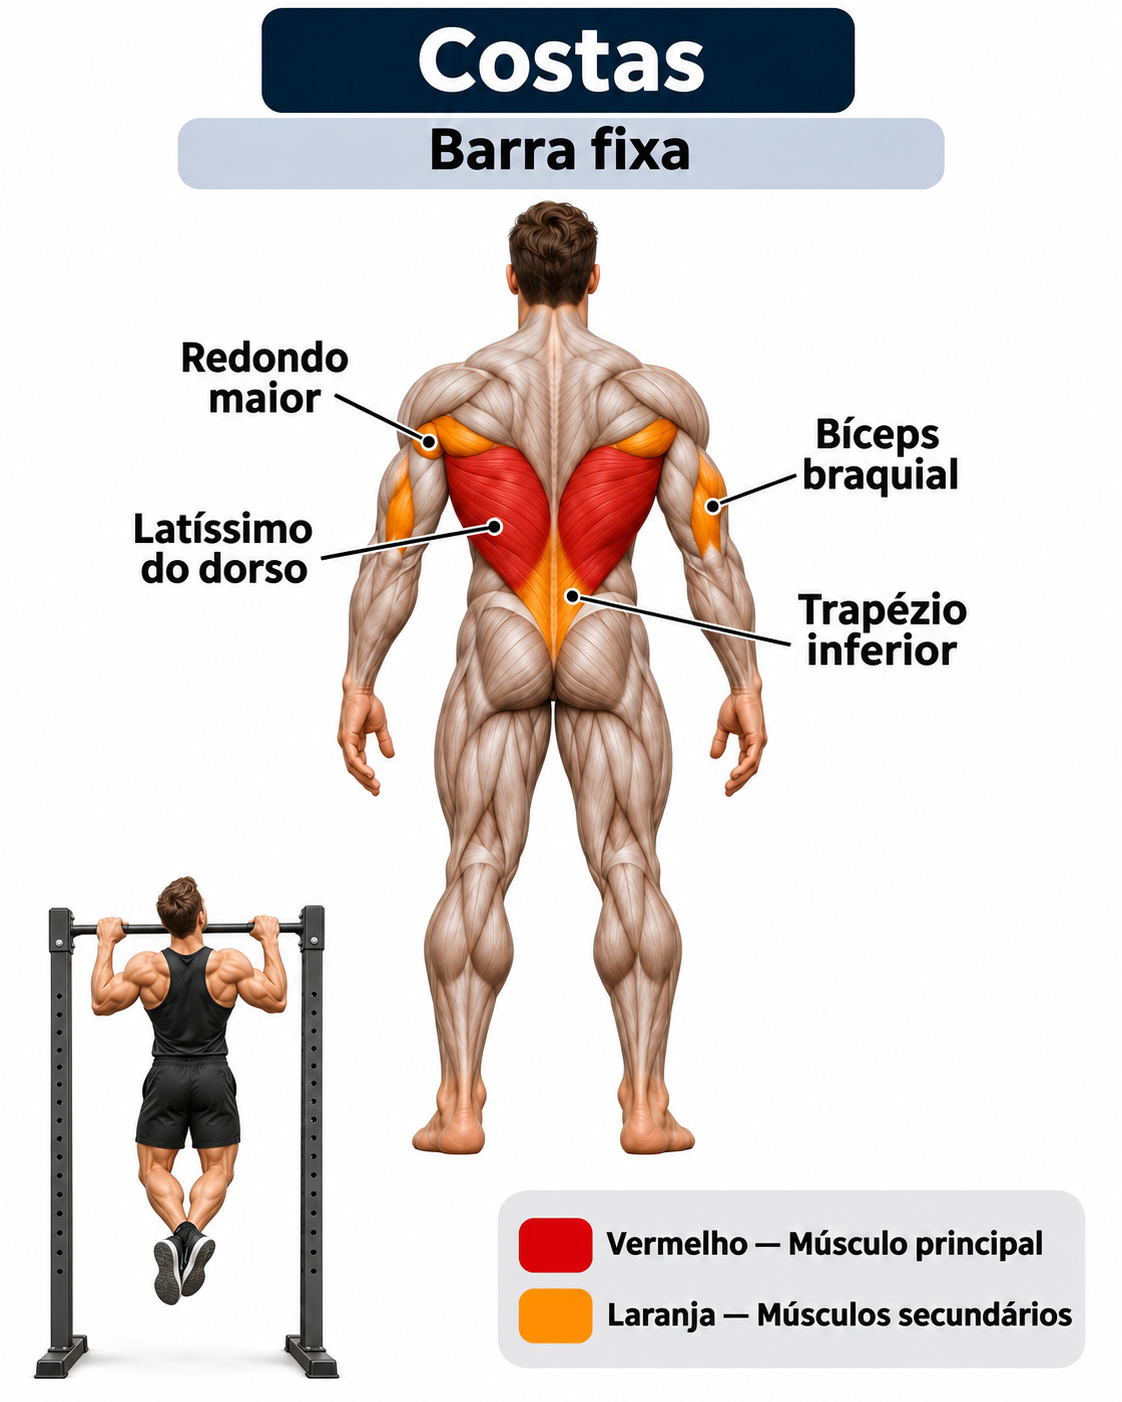 Costas
Barra fixa
Redondo
maior
Bíceps
braquial
Latíssimo
do dorso
Trapézio
inferior
Vermelho — Músculo principal
Laranja — Músculos secundários